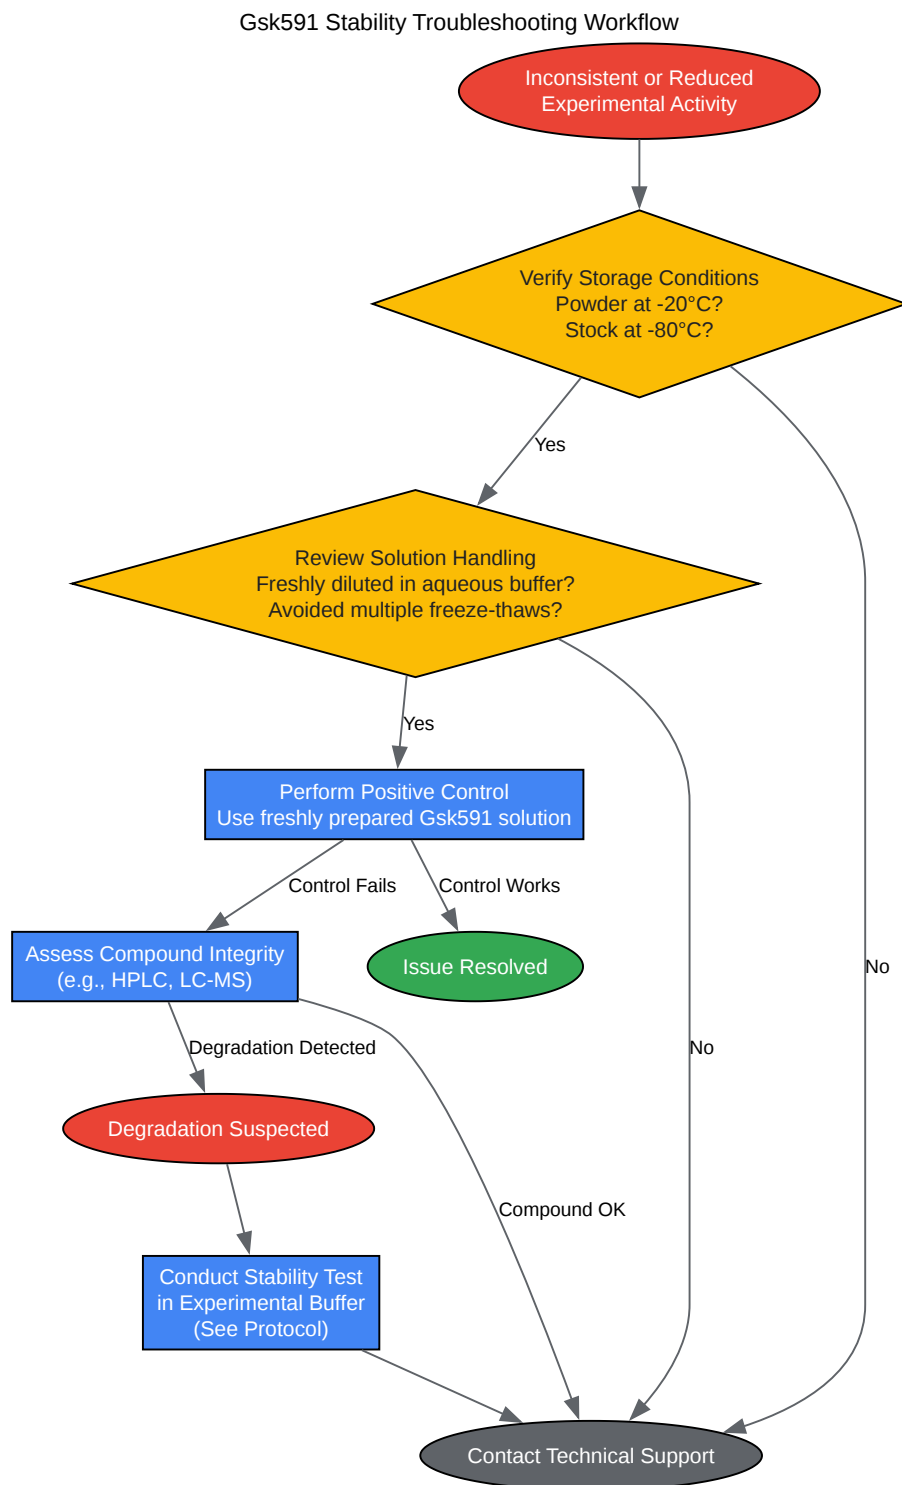 Gsk591 Stability Troubleshooting Workflow
Inconsistent or Reduced
Experimental Activity
Verify Storage Conditions
Powder at -20°C?
Stock at -80°C?
Yes
Review Solution Handling
Freshly diluted in aqueous buffer?
Avoided multiple freeze-thaws?
Yes
Perform Positive Control
Use freshly prepared Gsk591 solution
Control Fails
Control Works
Assess Compound Integrity
(e.g., HPLC, LC-MS)
Issue Resolved
No
Degradation Detected
No
Degradation Suspected
Compound OK
Conduct Stability Test
in Experimental Buffer
(See Protocol)
Contact Technical Support